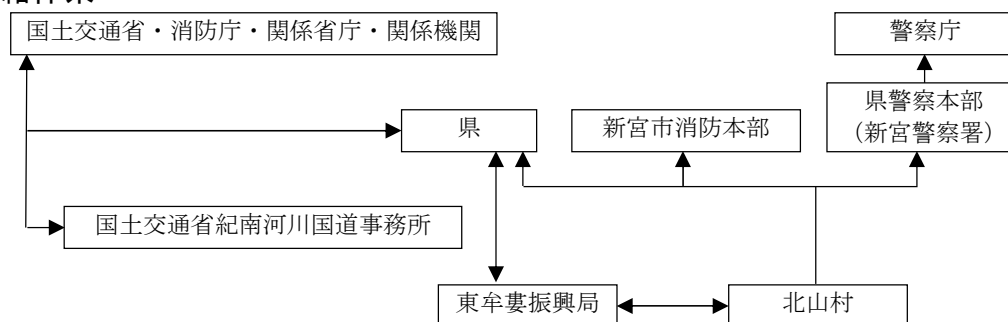 国土交通省・消防庁・関係省庁・関係機関
警察庁
県
新宮市消防本部
県警察本部
（新宮警察署）
国土交通省紀南河川国道事務所
東牟婁振興局
北山村